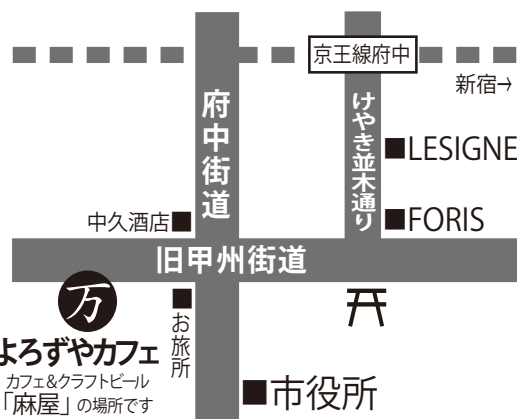 京王線府中
新宿→
府中街道
けやき並木通り
■LESIGNE
中久酒店■
■FORIS
旧甲州街道
万
■お旅所
よろずやカフェ
カフェ&クラフトビール
「麻屋」の場所です
■市役所